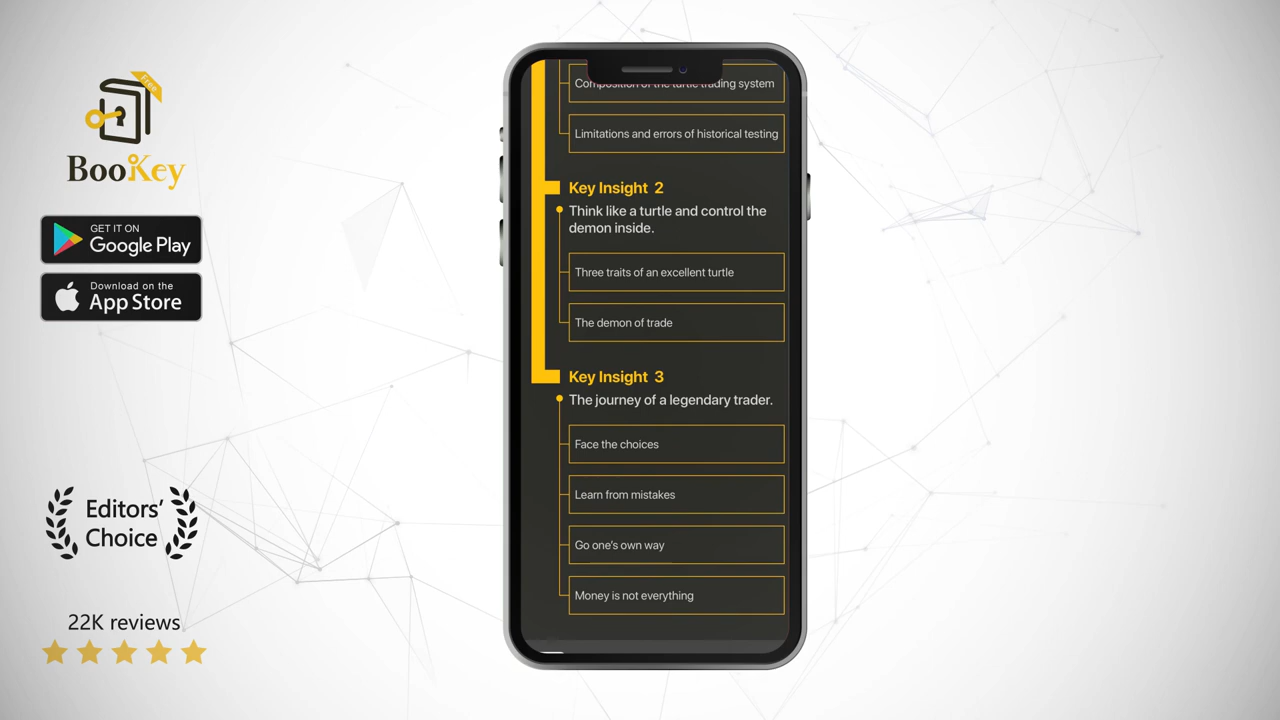 Free
BooKey
GET IT ON
Google Play
Download on the
App Store
Editors'
Choice
22K reviews
Composition of the turtle trading system
Limitations and errors of historical testing
Key Insight 2
Think like a turtle and control the
demon inside.
Three traits of an excellent turtle
The demon of trade
Key Insight 3
The journey of a legendary trader.
Face the choices
Learn from mistakes
Go one's own way
Money is not everything